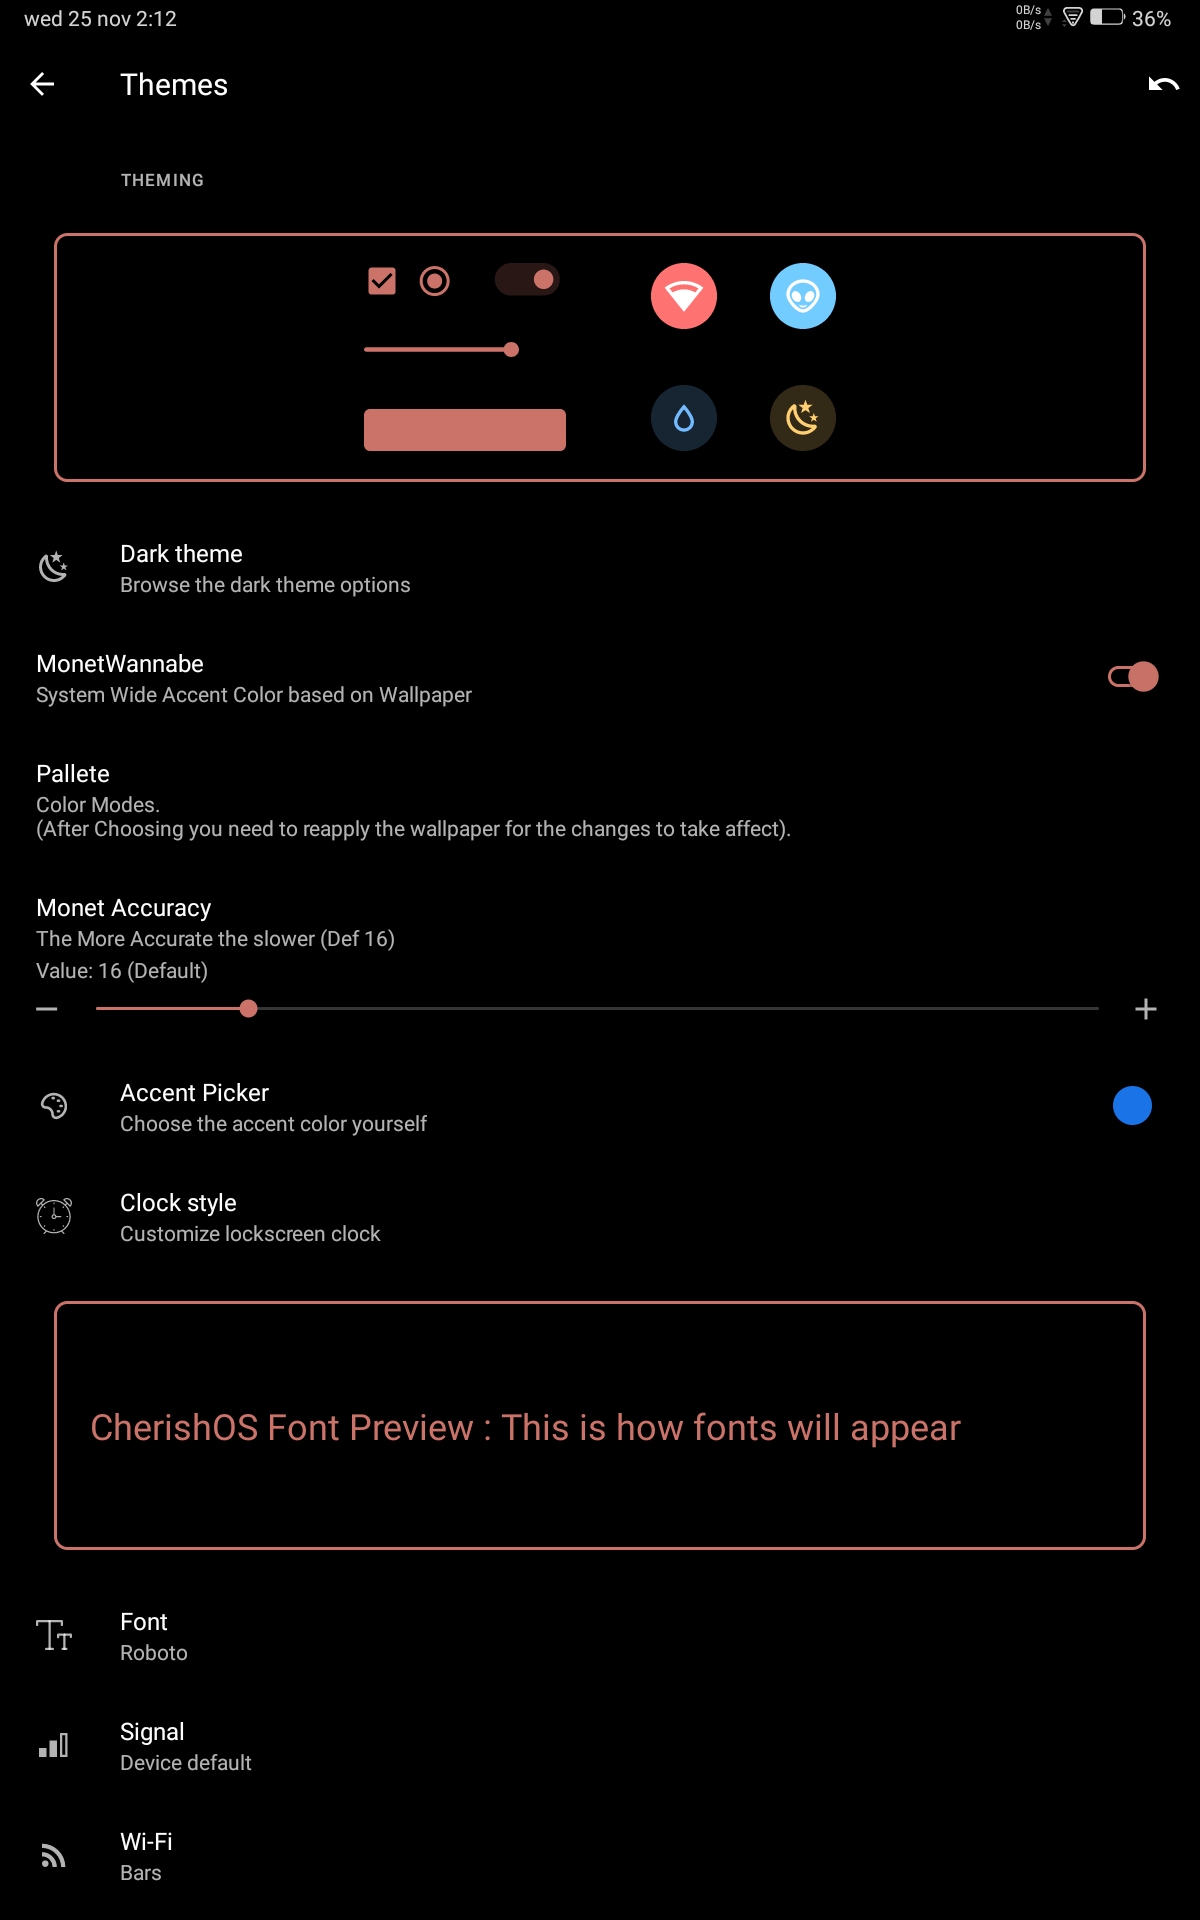 wed 25 nov 2:12
0B/s
0B/s
36%
Themes
THEMING
Dark theme
Browse the dark theme options
MonetWannabe
System Wide Accent Color based on Wallpaper
Pallete
Color Modes.
(After Choosing you need to reapply the wallpaper for the changes to take affect).
Monet Accuracy
The More Accurate the slower (Def 16)
Value: 16 (Default)
Accent Picker
Choose the accent color yourself
Clock style
Customize lockscreen clock
CherishOS Font Preview : This is how fonts will appear
Font
Roboto
Signal
Device default
Wi-Fi
Bars